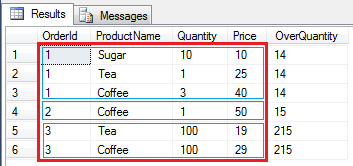 Results Messages
OrderId ProductName Quantity Price OverQuantity
1 1 Sugar 10 10 14
2 1 Tea 1 25 14
3 1 Coffee 3 40 14
4 2 Coffee 1 50 15
5 3 Tea 100 19 215
6 3 Coffee 100 29 215